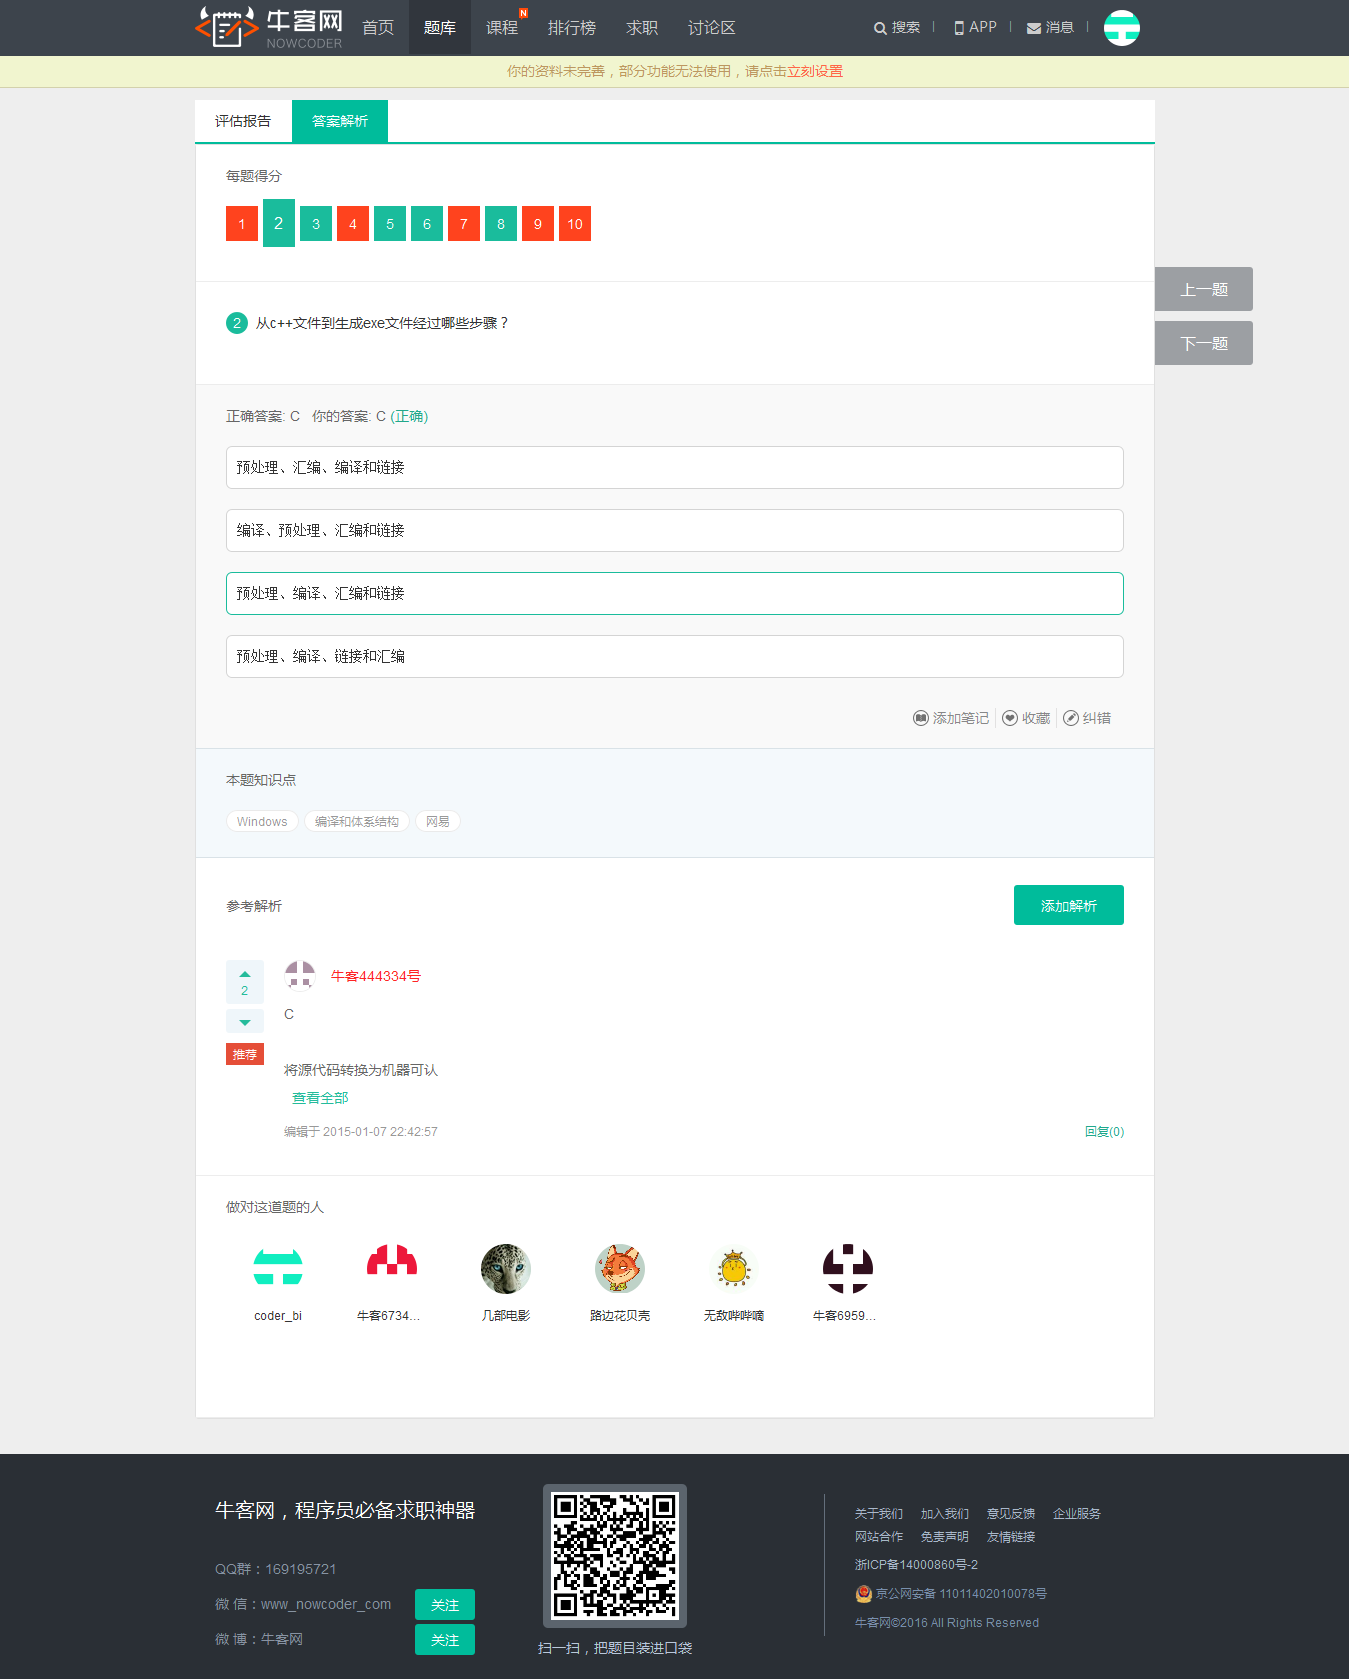 牛客网
NOWCODER
首页 题库 课程 N 排行榜 求职 讨论区 搜索 APP 消息
你的资料未完善，部分功能无法使用，请点击立刻设置
评估报告 答案解析
每题得分
1 2 3 4 5 6 7 8 9 10
上一题
2 从c++文件到生成exe文件经过哪些步骤？
下一题
正确答案: C 你的答案: C (正确)
预处理、汇编、编译和链接
编译、预处理、汇编和链接
预处理、编译、汇编和链接
预处理、编译、链接和汇编
添加笔记 收藏 纠错
本题知识点
Windows 编译和体系结构 网易
参考解析 添加解析
2 牛客444334号
C
推荐
将源代码转换为机器可认
查看全部
编辑于 2015-01-07 22:42:57 回复(0)
做对这道题的人
coder_bi 牛客6734... 几部电影 路边花贝壳 无敌哔哔嘀 牛客6959...
牛客网，程序员必备求职神器
QQ群：169195721
微 信：www_nowcoder_com 关注
微 博：牛客网 关注
扫一扫，把题目装进口袋
关于我们 加入我们 意见反馈 企业服务
网站合作 免责声明 友情链接
浙ICP备14000860号-2
京公网安备 11011402010078号
牛客网©2016 All Rights Reserved